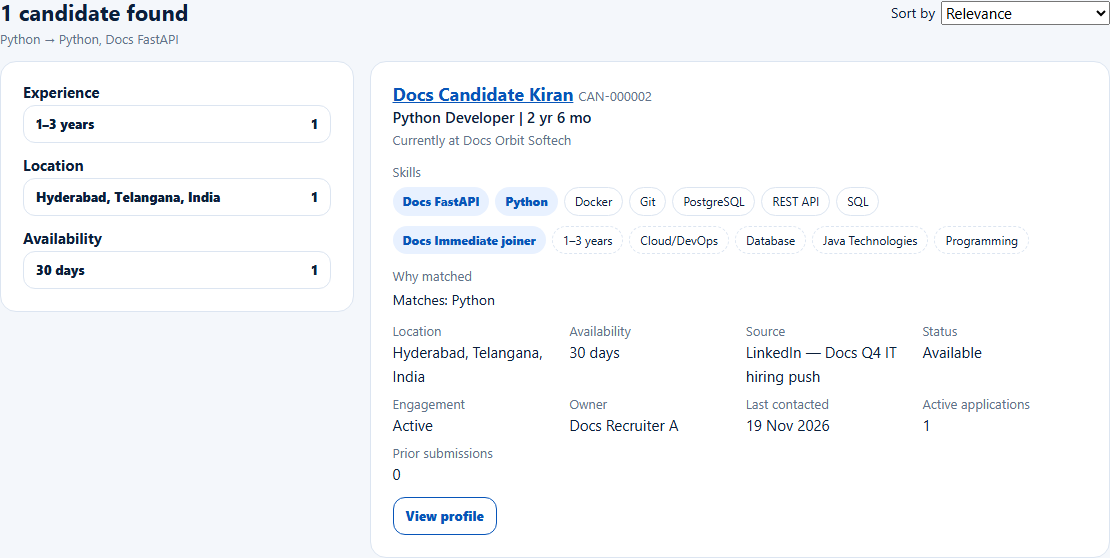 1 candidate found
Sort by Relevance
Python → Python, Docs FastAPI
Experience
1–3 years 1
Location
Hyderabad, Telangana, India 1
Availability
30 days 1
Docs Candidate Kiran CAN-000002
Python Developer | 2 yr 6 mo
Currently at Docs Orbit Softech
Skills
Docs FastAPI Python Docker Git PostgreSQL REST API SQL
Docs Immediate joiner 1–3 years Cloud/DevOps Database Java Technologies Programming
Why matched
Matches: Python
Location Availability Source Status
Hyderabad, Telangana, 30 days LinkedIn — Docs Q4 IT Available
India hiring push
Engagement Owner Last contacted Active applications
Active Docs Recruiter A 19 Nov 2026 1
Prior submissions
0
View profile